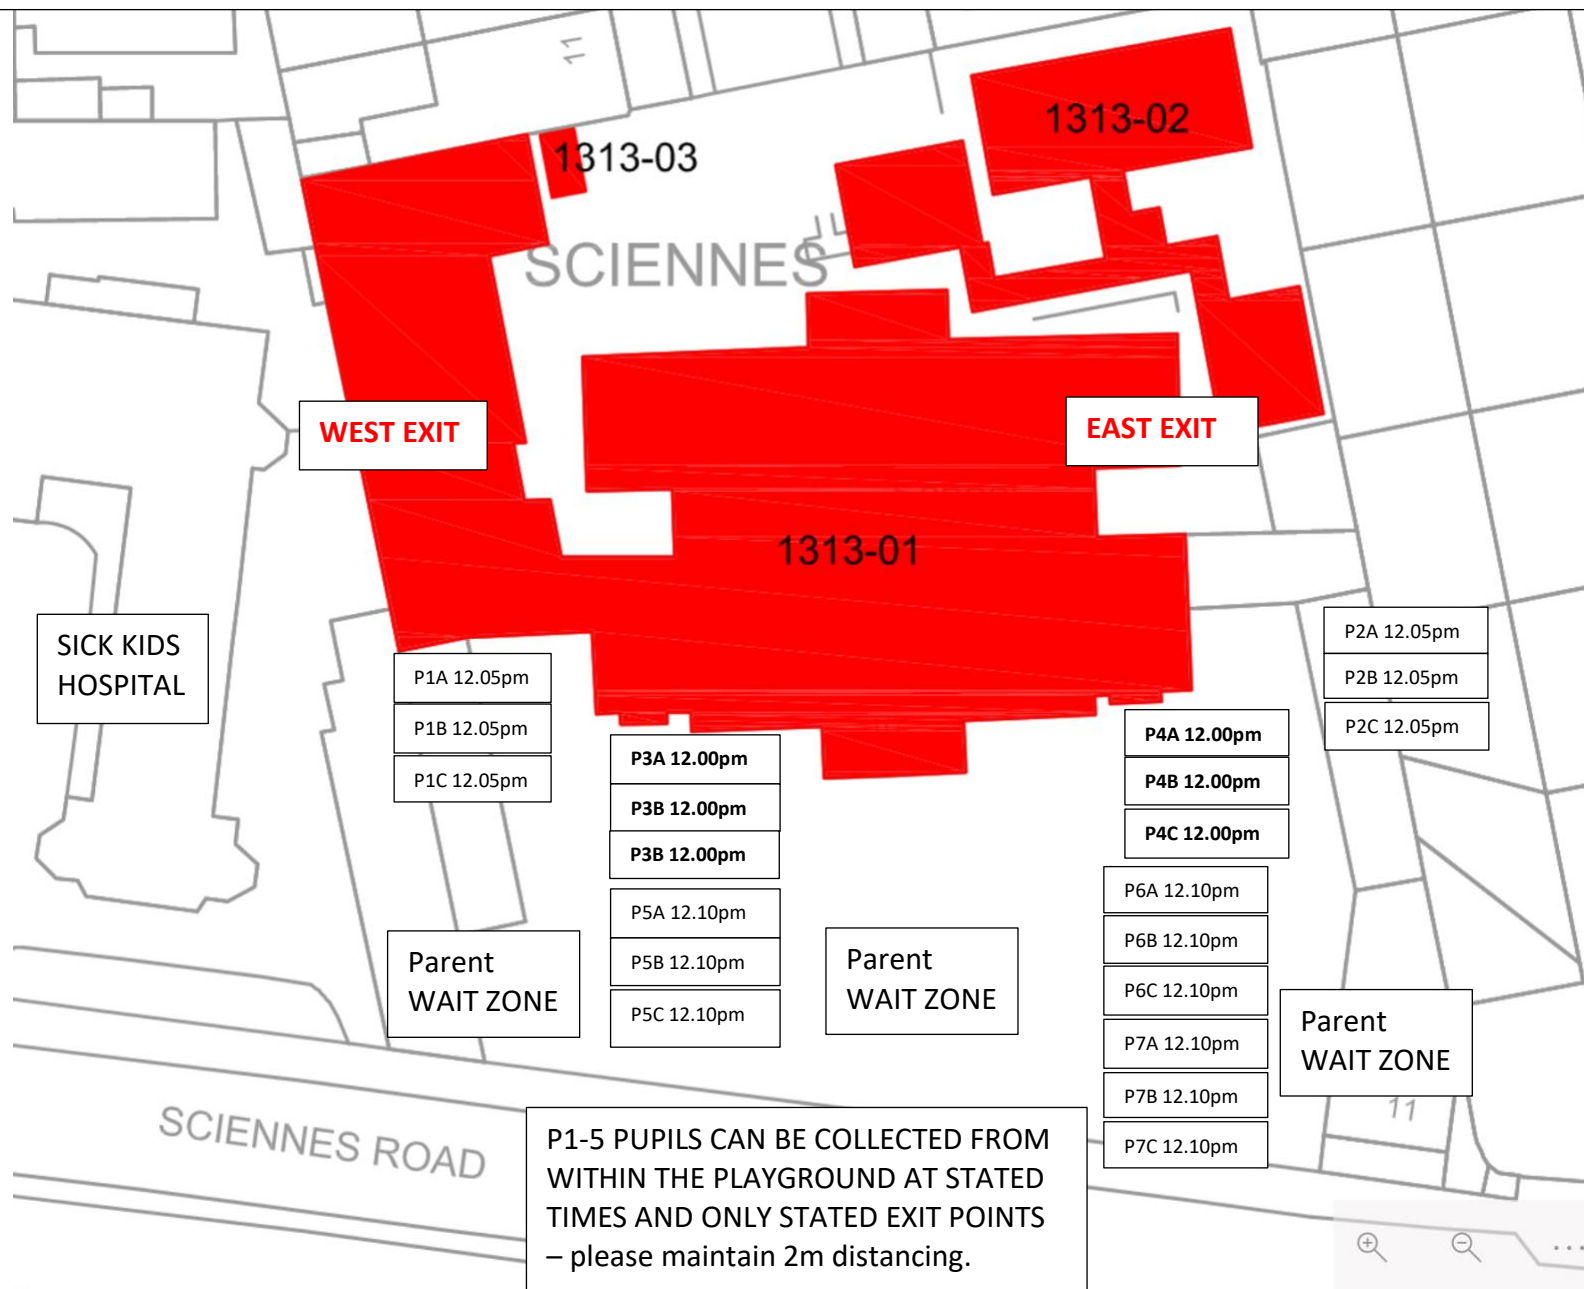 11
1313-02
1313-03
SCIENNES
WEST EXIT
EAST EXIT
1313-01
SICK KIDS
HOSPITAL
P1A 12.05pm
P1B 12.05pm
P1C 12.05pm
P2A 12.05pm
P2B 12.05pm
P2C 12.05pm
P3A 12.00pm
P3B 12.00pm
P3B 12.00pm
P4A 12.00pm
P4B 12.00pm
P4C 12.00pm
P5A 12.10pm
P5B 12.10pm
P5C 12.10pm
P6A 12.10pm
P6B 12.10pm
P6C 12.10pm
P7A 12.10pm
P7B 12.10pm
P7C 12.10pm
Parent
WAIT ZONE
Parent
WAIT ZONE
Parent
WAIT ZONE
11
SCIENNES ROAD
P1-5 PUPILS CAN BE COLLECTED FROM
WITHIN THE PLAYGROUND AT STATED
TIMES AND ONLY STATED EXIT POINTS
– please maintain 2m distancing.